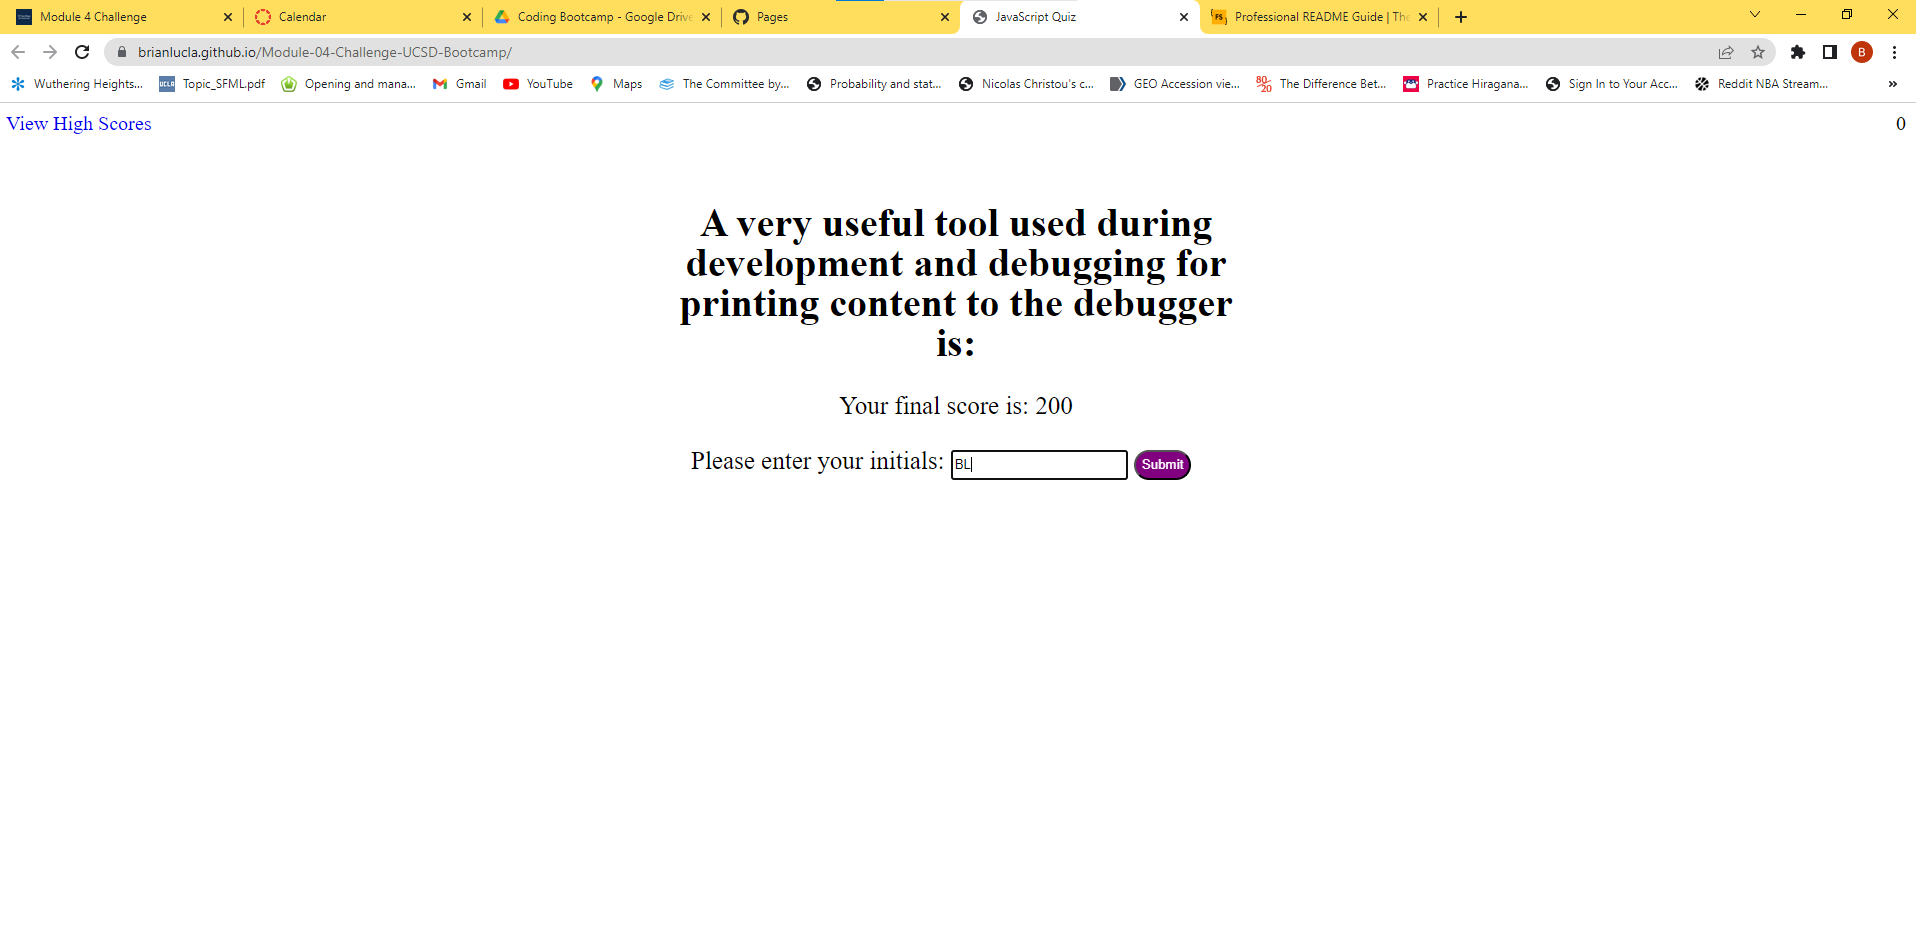 Module 4 Challenge
Calendar
Coding Bootcamp - Google Drive
Pages
JavaScript Quiz
Professional README Guide | The
brianlucla.github.io/Module-04-Challenge-UCSD-Bootcamp/
B
Wuthering Heights...
UCLA
Topic_SFML.pdf
Opening and mana...
Gmail
YouTube
Maps
The Committee by...
Probability and stat...
Nicolas Christou's c...
GEO Accession vie...
80/20
The Difference Bet...
Practice Hiragana...
Sign In to Your Acc...
Reddit NBA Stream...
»
View High Scores
0
A very useful tool used during
development and debugging for
printing content to the debugger
is:
Your final score is: 200
Please enter your initials: BL Submit